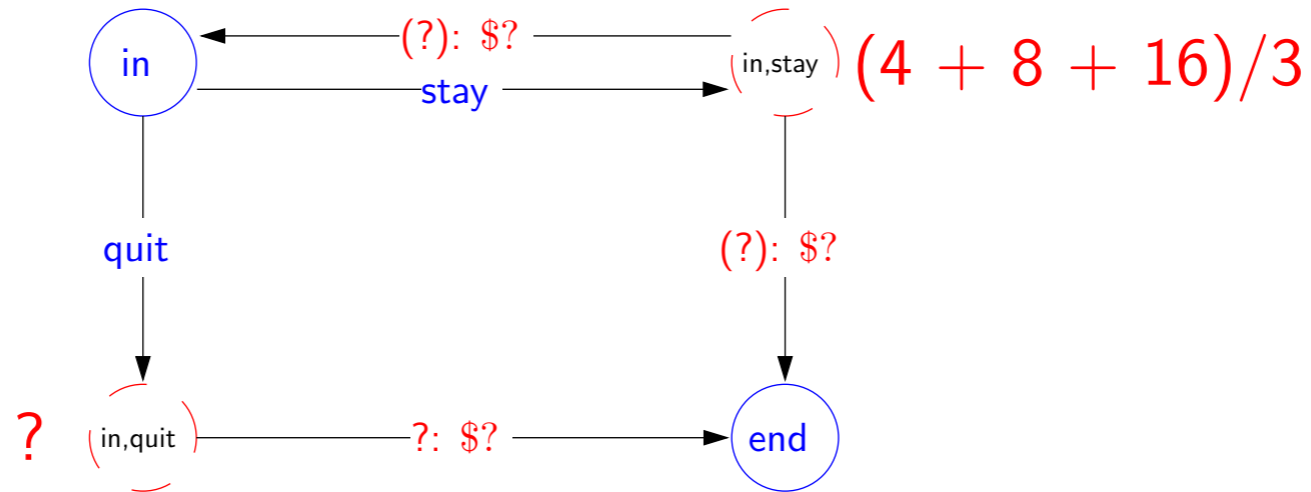 (?): $?
in
in,stay
(4 + 8 + 16)/3
stay
quit
(?): $?
?
in,quit
?: $?
end